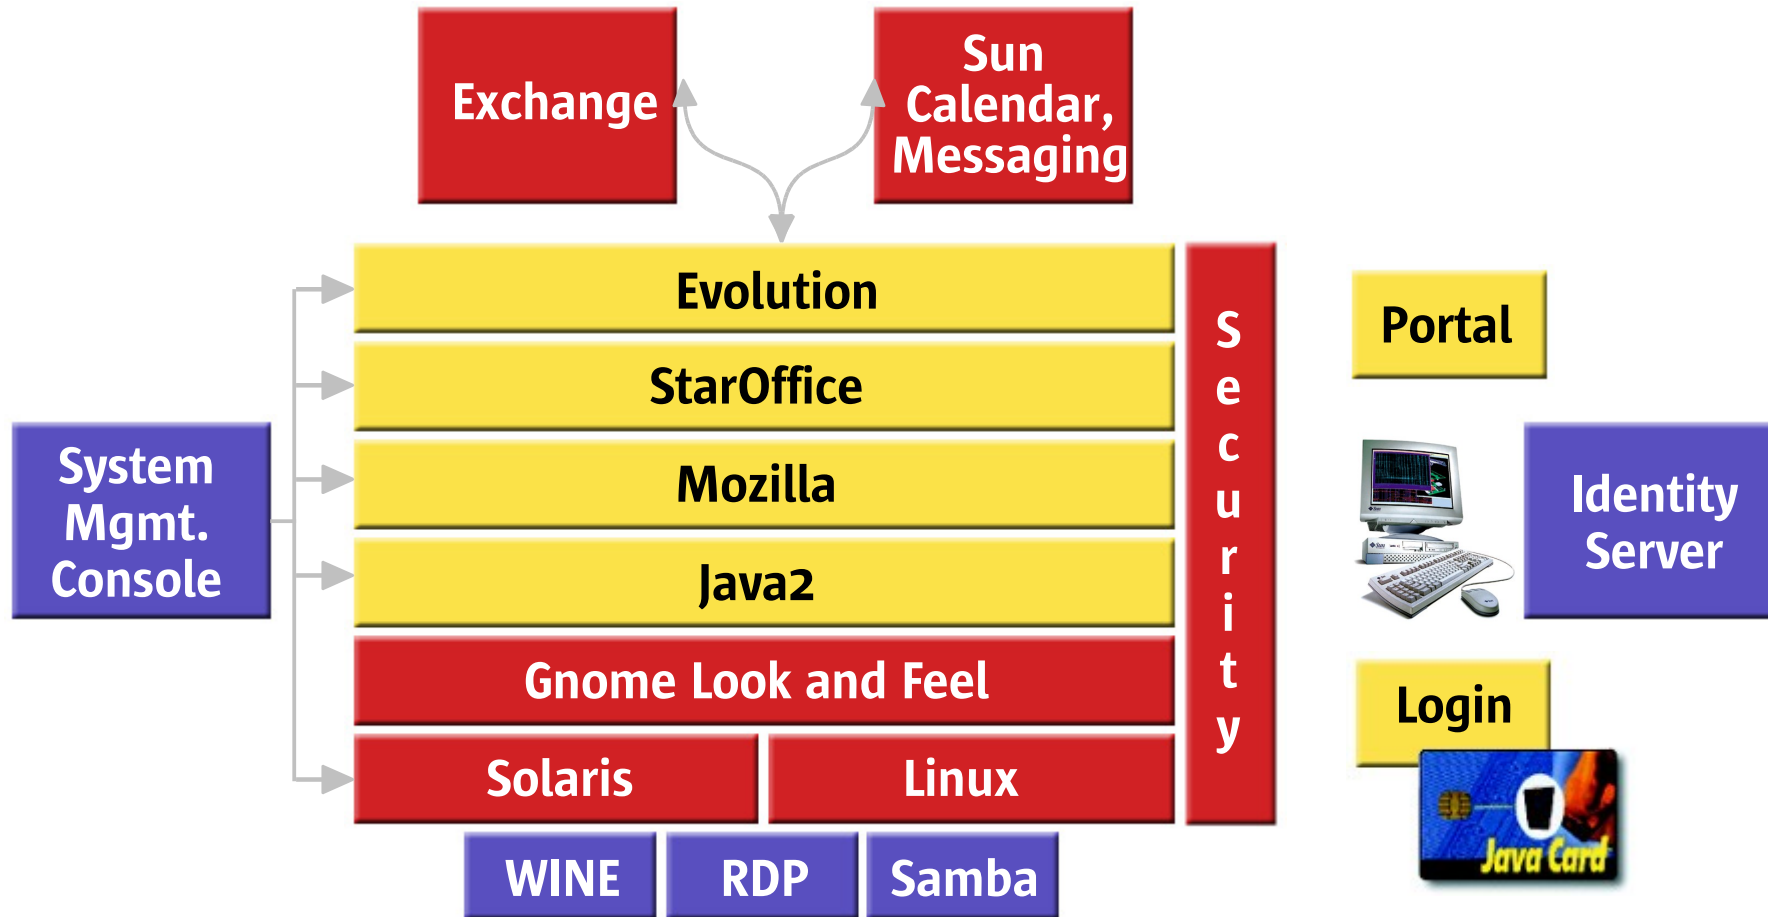 Exchange
Sun
Calendar,
Messaging
Evolution
StarOffice
Mozilla
Java2
Gnome Look and Feel
Solaris
Linux
WINE
RDP
Samba
Security
System
Mgmt.
Console
Portal
Identity
Server
Login
Java Card